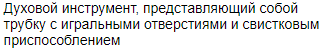 Духовой инструмент, представляющий собой
трубку с игральными отверстиями и свистковым
приспособлением